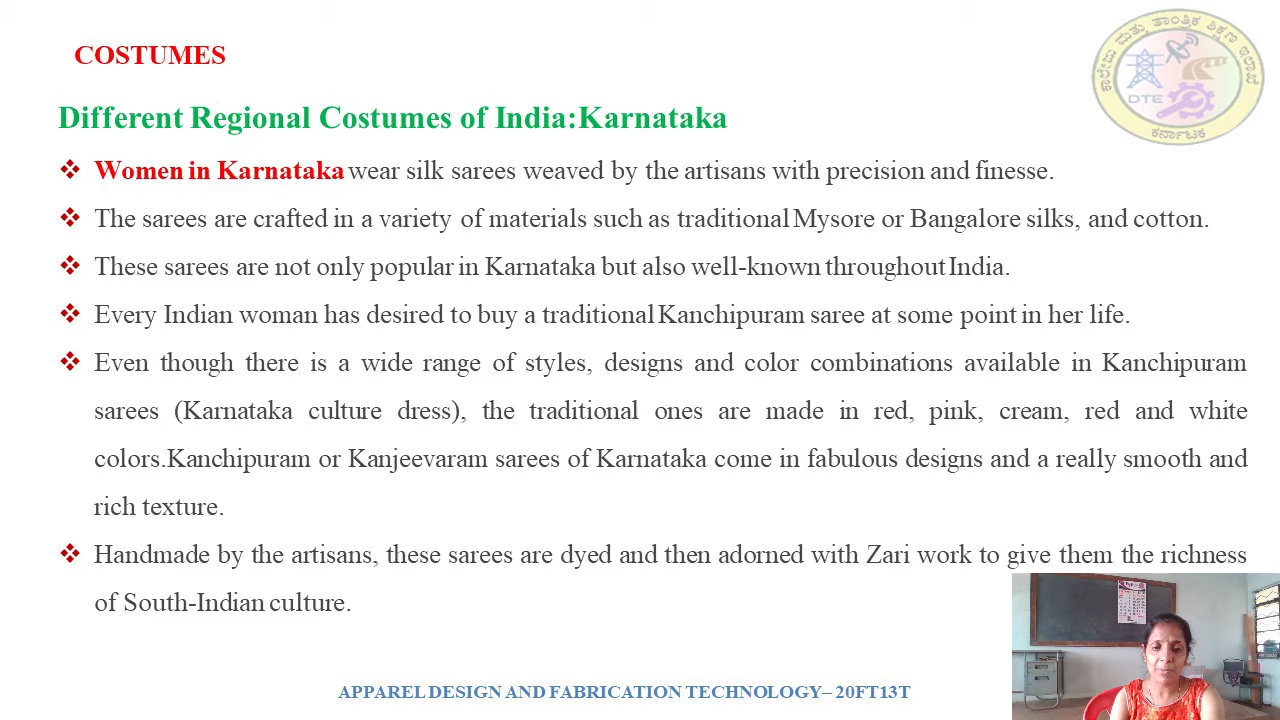 COSTUMES
ಕಾಲೇಜು ಮತ್ತು ತಾಂತ್ರಿಕ ಶಿಕ್ಷಣ ಇಲಾಖೆ
DTE
ಕರ್ನಾಟಕ
Different Regional Costumes of India:Karnataka
❖ Women in Karnataka wear silk sarees weaved by the artisans with precision and finesse.
❖ The sarees are crafted in a variety of materials such as traditional Mysore or Bangalore silks, and cotton.
❖ These sarees are not only popular in Karnataka but also well-known throughout India.
❖ Every Indian woman has desired to buy a traditional Kanchipuram saree at some point in her life.
❖ Even though there is a wide range of styles, designs and color combinations available in Kanchipuram
sarees (Karnataka culture dress), the traditional ones are made in red, pink, cream, red and white
colors.Kanchipuram or Kanjeevaram sarees of Karnataka come in fabulous designs and a really smooth and
rich texture.
❖ Handmade by the artisans, these sarees are dyed and then adorned with Zari work to give them the richness
of South-Indian culture.
APPAREL DESIGN AND FABRICATION TECHNOLOGY– 20FT13T